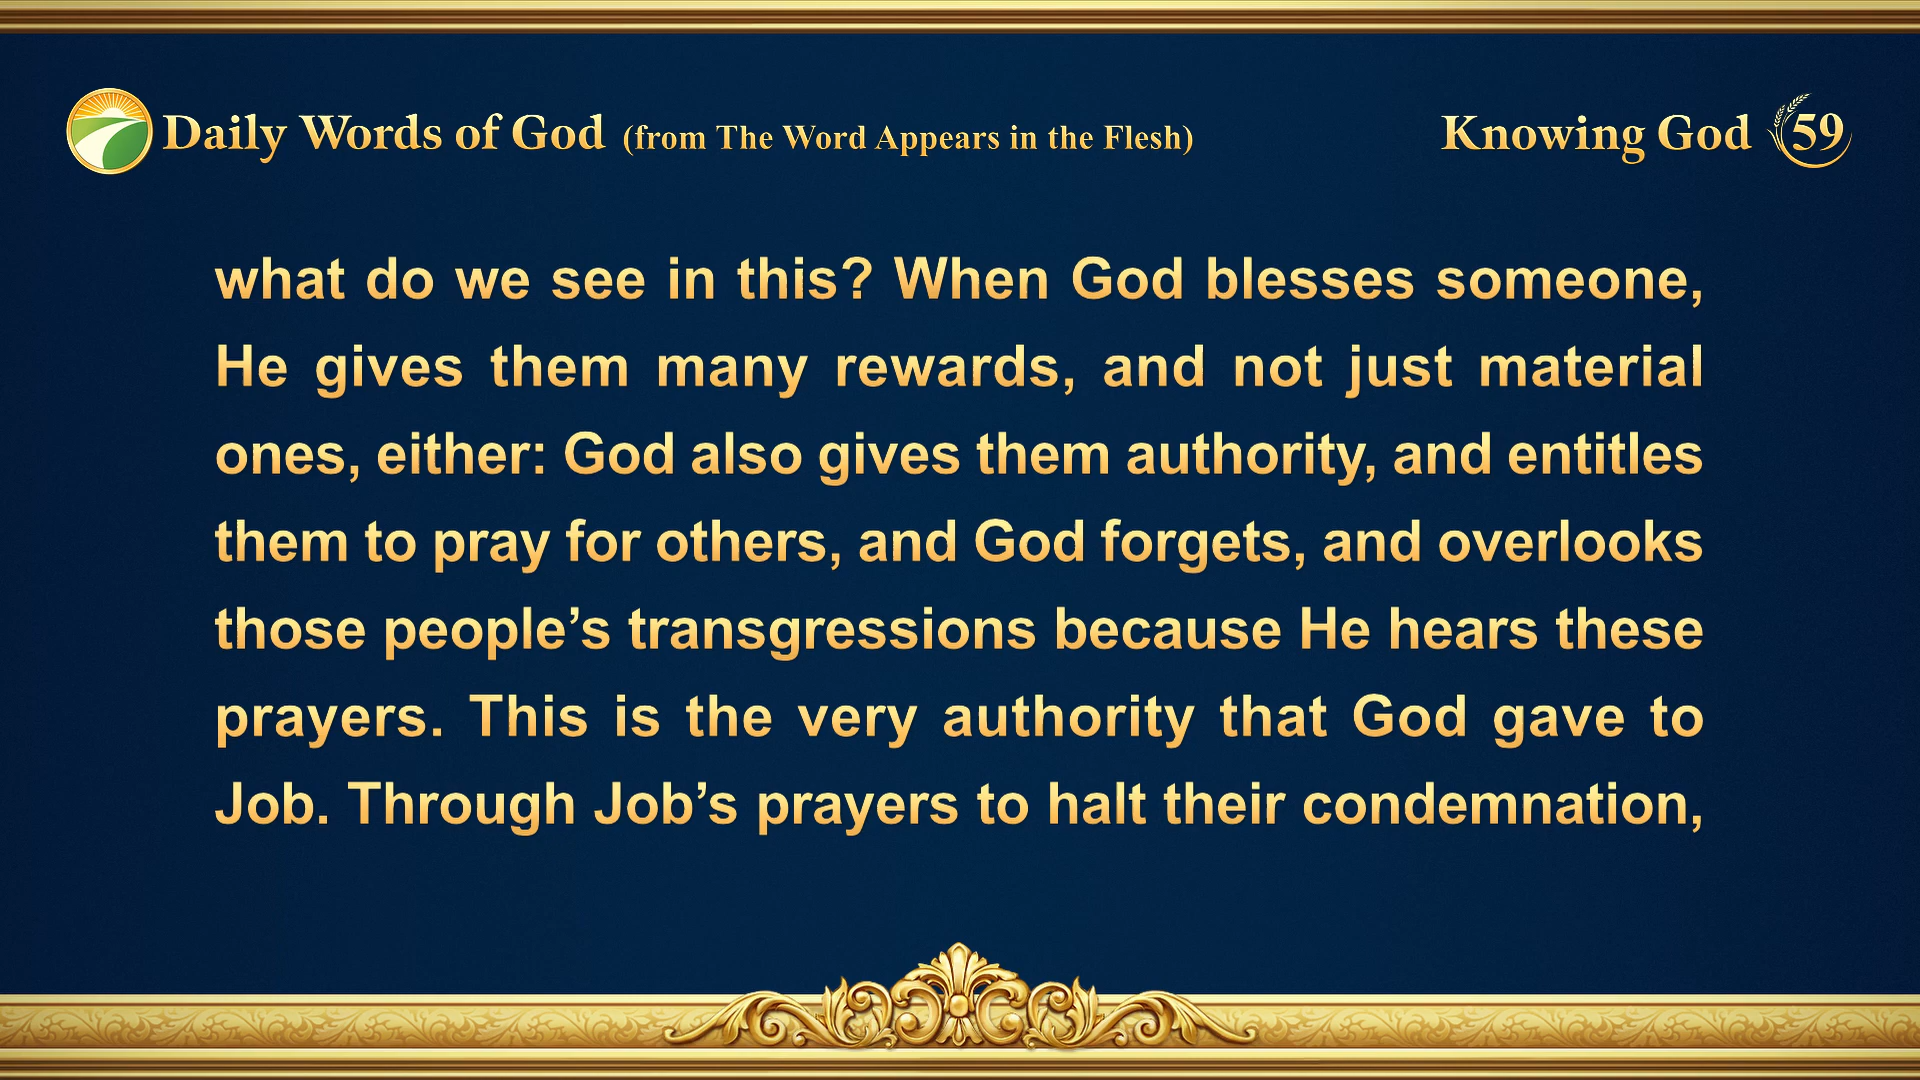 Daily Words of God (from The Word Appears in the Flesh)
Knowing God 59
what do we see in this? When God blesses someone,
He gives them many rewards, and not just material
ones, either: God also gives them authority, and entitles
them to pray for others, and God forgets, and overlooks
those people’s transgressions because He hears these
prayers. This is the very authority that God gave to
Job. Through Job’s prayers to halt their condemnation,